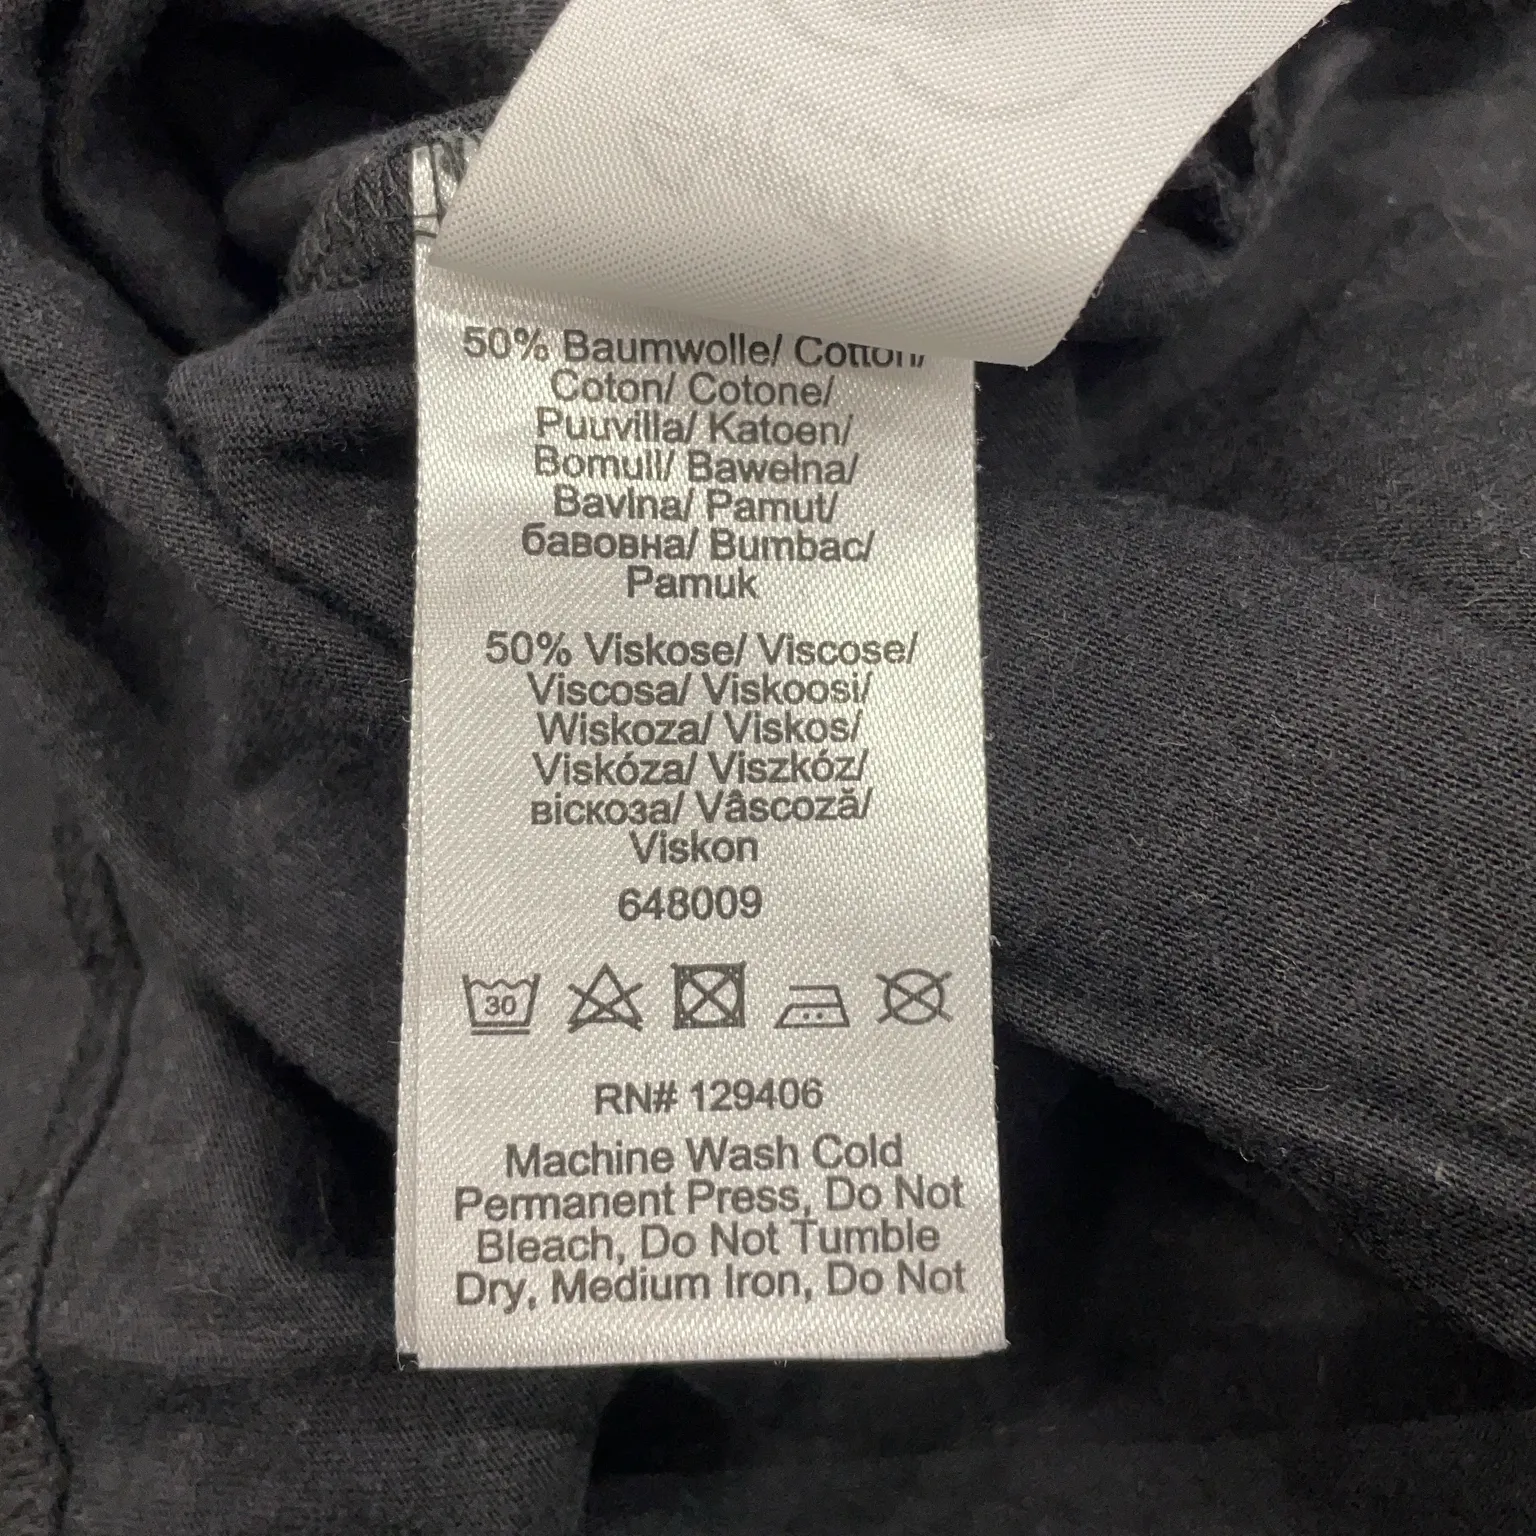 50% Baumwolle/ Cotton/
Coton/ Cotone/
Puuvilla/ Katoen/
Bomull/ Bawełna/
Bavlna/ Pamut/
бавовна/ Bumbac/
Pamuk
50% Viskose/ Viscose/
Viscosa/ Viskoosi/
Wiskoza/ Viskos/
Viskóza/ Viszkóz/
віскоза/ Vâscoză/
Viskon
648009
30
RN# 129406
Machine Wash Cold
Permanent Press, Do Not
Bleach, Do Not Tumble
Dry, Medium Iron, Do Not